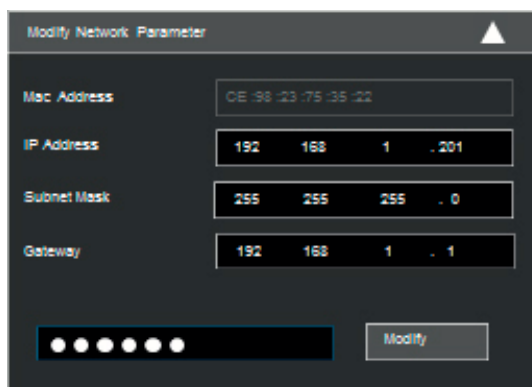 Modify Network Parameter
Mac Address CE :98 :23 :75 :35 :22
IP Address 192 168 1 . 201
Subnet Mask 255 255 255 . 0
Gateway 192 168 1 . 1
●●●●●● Modify